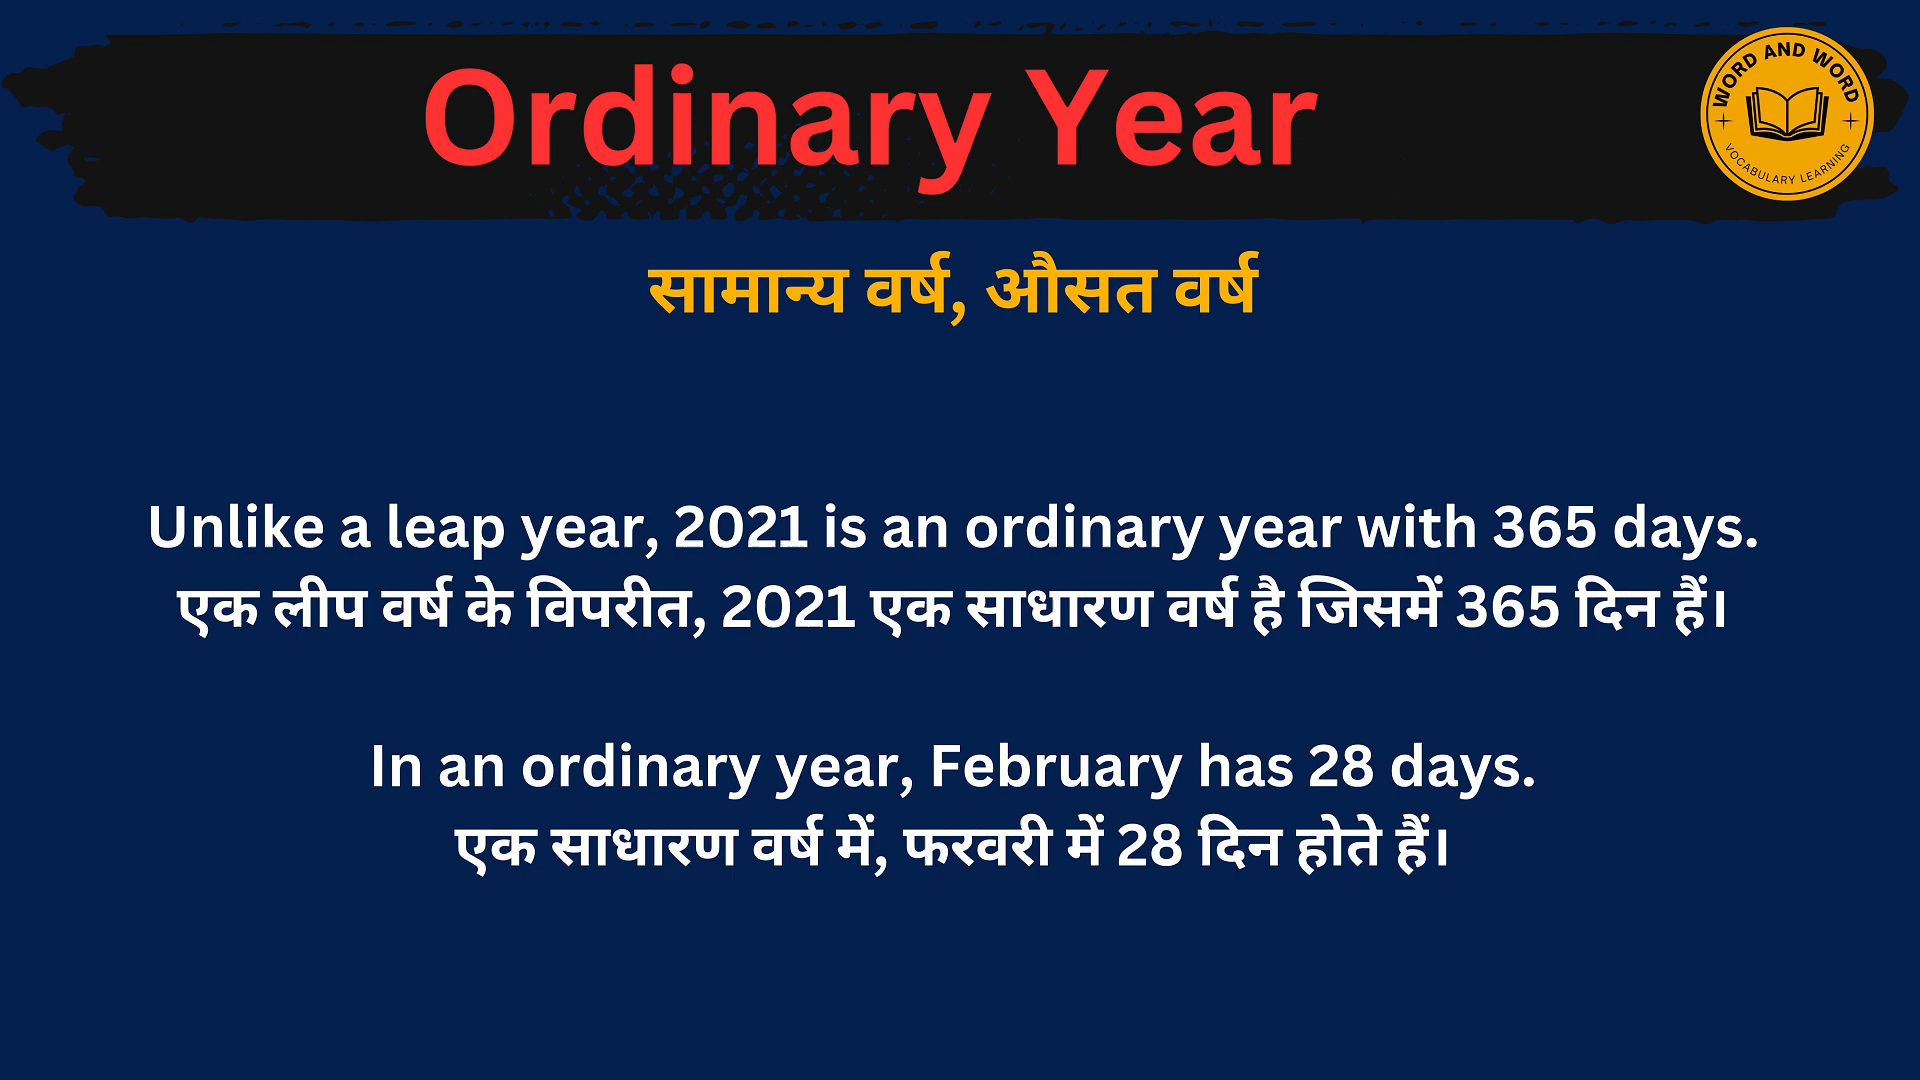 Ordinary Year
WORD AND WORD
VOCABULARY LEARNING
सामान्य वर्ष, औसत वर्ष
Unlike a leap year, 2021 is an ordinary year with 365 days.
एक लीप वर्ष के विपरीत, 2021 एक साधारण वर्ष है जिसमें 365 दिन हैं।
In an ordinary year, February has 28 days.
एक साधारण वर्ष में, फरवरी में 28 दिन होते हैं।